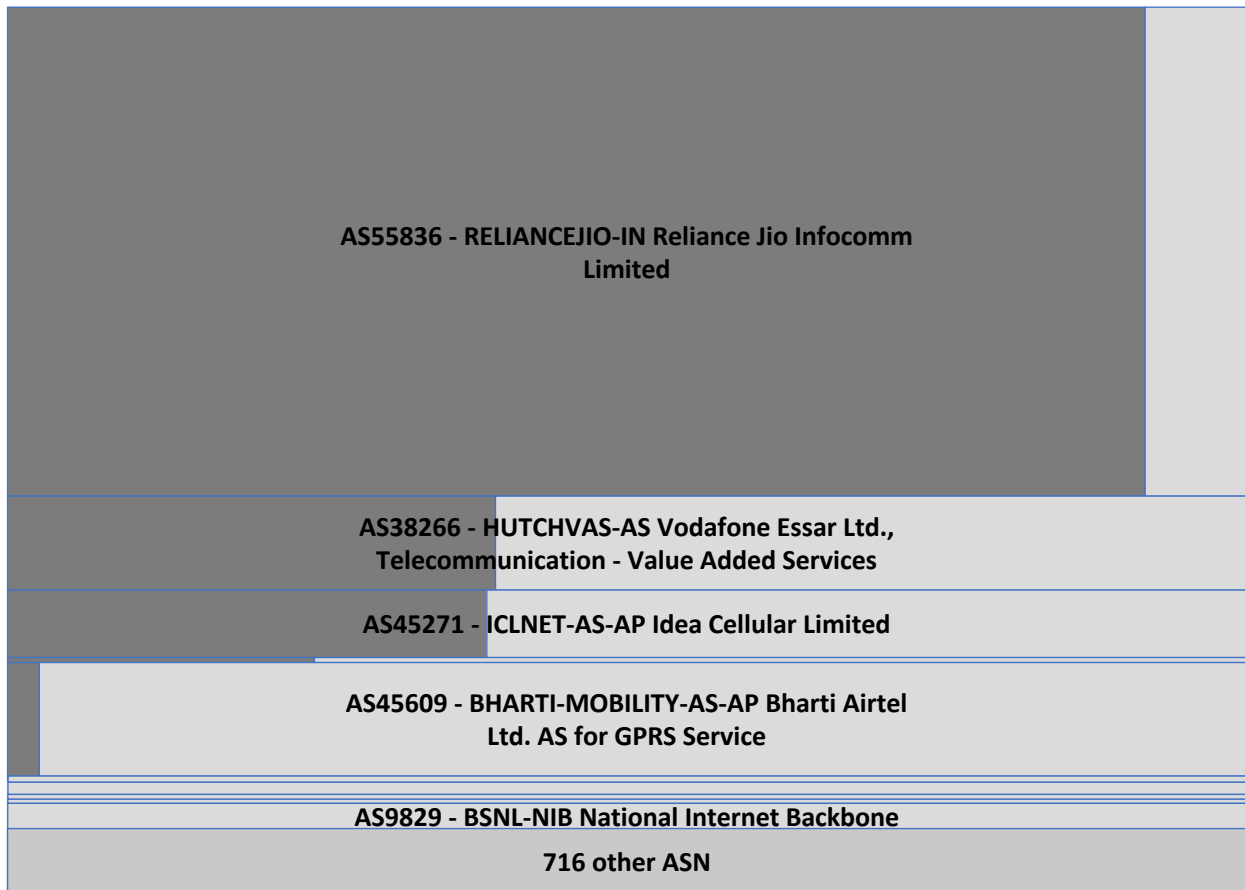 AS55836 - RELIANCEJIO-IN Reliance Jio Infocomm
Limited
AS38266 - HUTCHVAS-AS Vodafone Essar Ltd.,
Telecommunication - Value Added Services
AS45271 - ICLNET-AS-AP Idea Cellular Limited
AS45609 - BHARTI-MOBILITY-AS-AP Bharti Airtel
Ltd. AS for GPRS Service
AS9829 - BSNL-NIB National Internet Backbone
716 other ASN